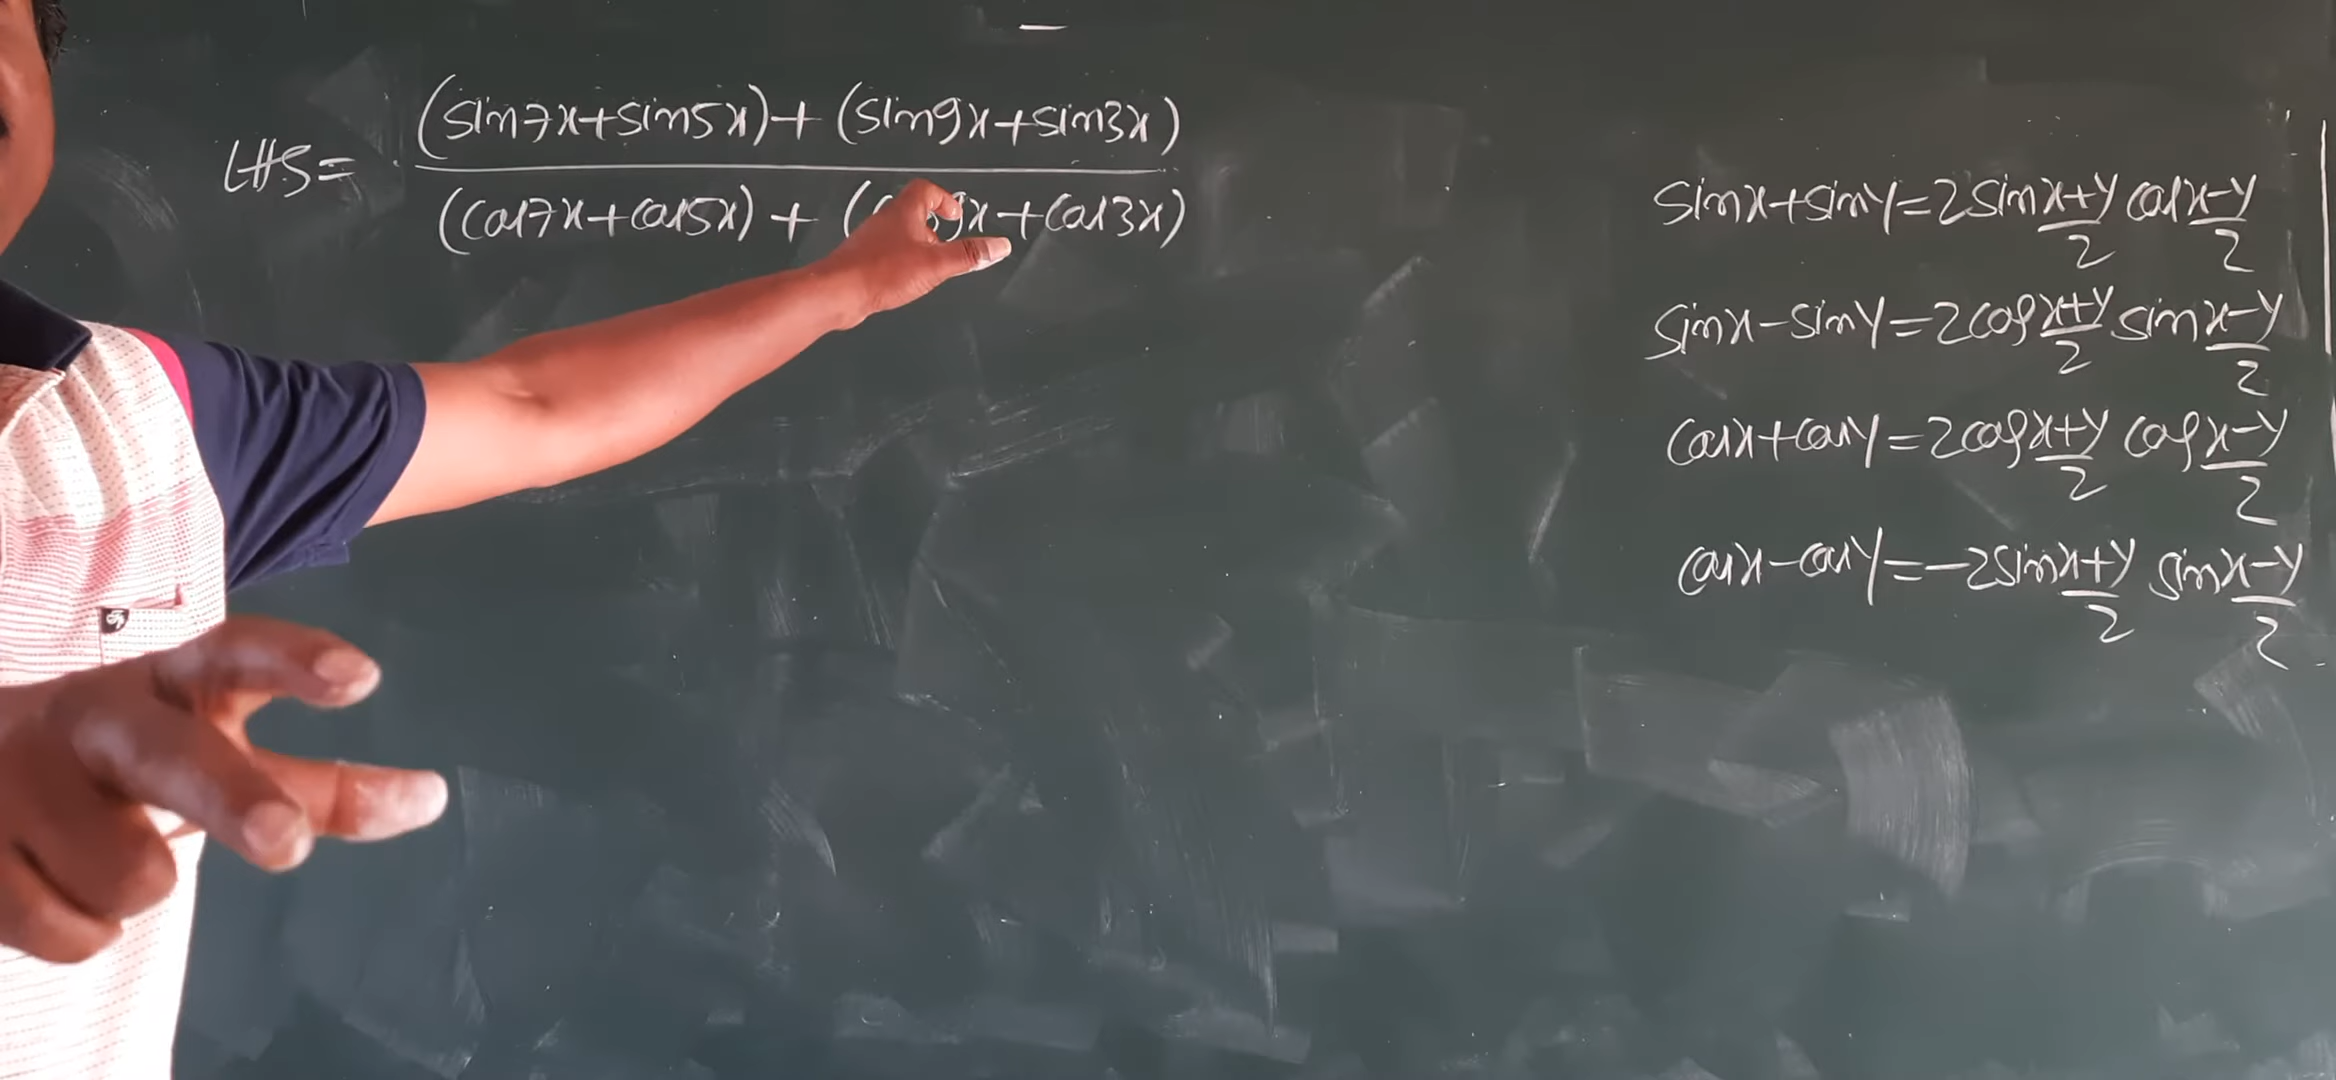 LHS = (sin7x+sin5x)+(sin9x+sin3x)
(cos7x+cos5x)+( 9x+cos3x)
sinx+siny=2sin x+y/2 cos x-y/2
sinx-siny=2cos x+y/2 sin x-y/2
cosx+cosy=2cos x+y/2 cos x-y/2
cosx-cosy=-2sin x+y/2 sin x-y/2